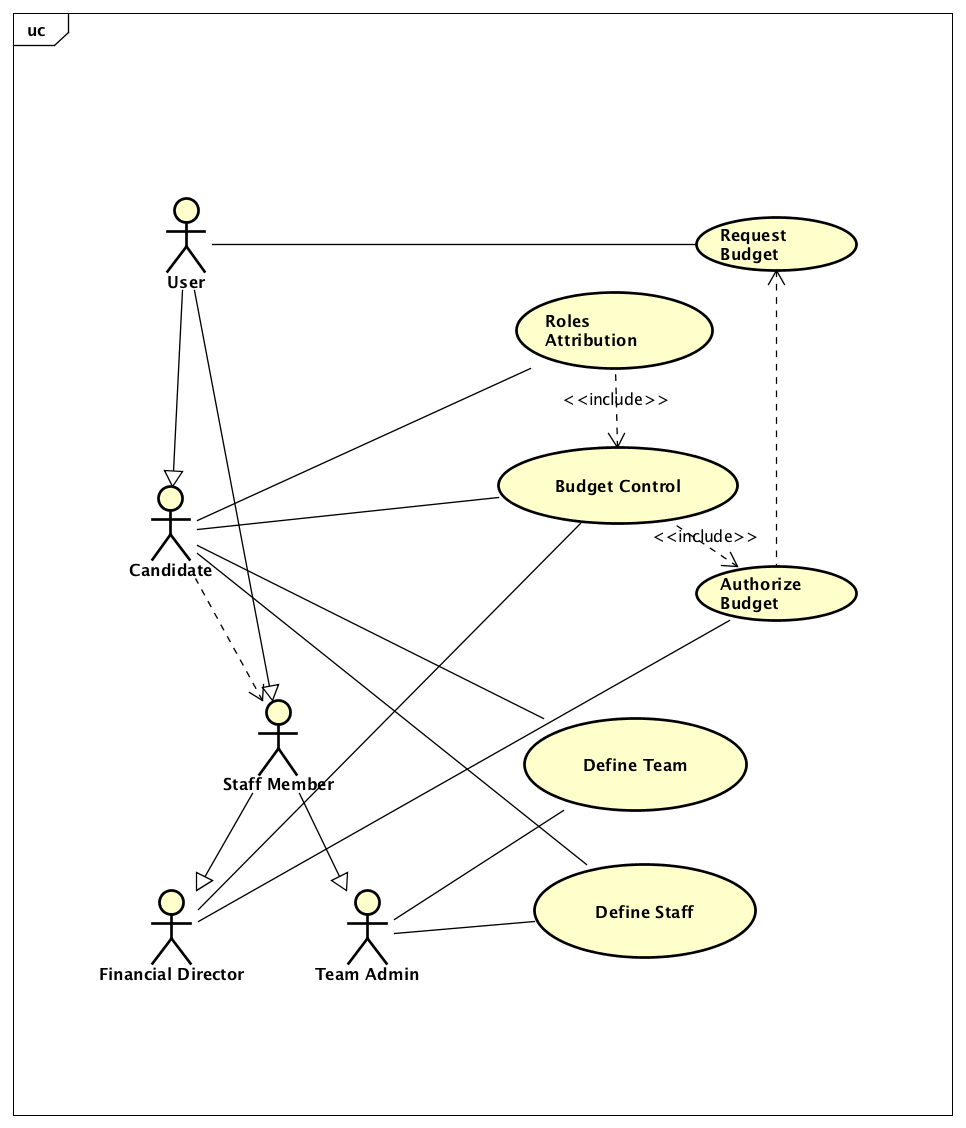 uc
User
Request
Budget
Roles
Attribution
<<include>>
Budget Control
<<include>>
Candidate
Authorize
Budget
Staff Member
Define Team
Define Staff
Financial Director
Team Admin